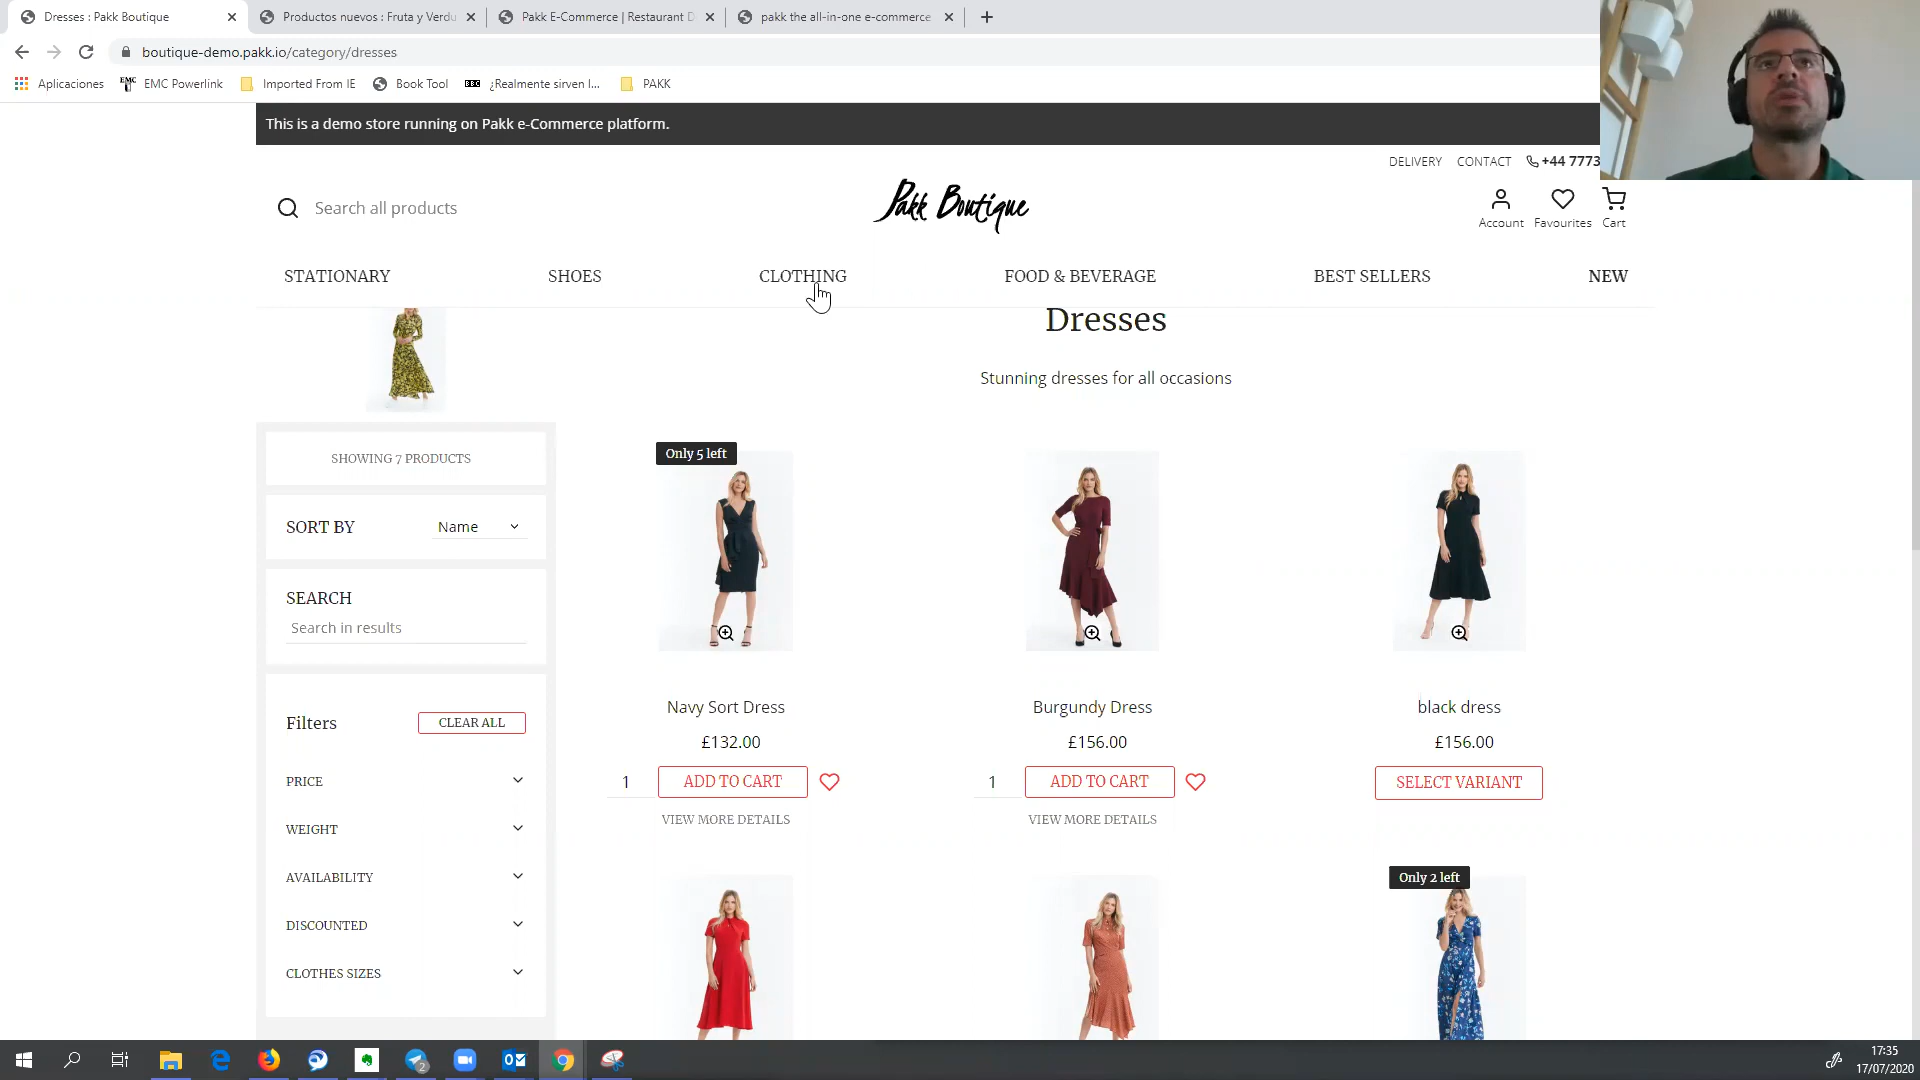 Dresses : Pakk Boutique
Productos nuevos : Fruta y Verdu
Pakk E-Commerce | Restaurant D
pakk the all-in-one e-commerce
boutique-demo.pakk.io/category/dresses
Aplicaciones
EMC
EMC Powerlink
Imported From IE
Book Tool
BBC
¿Realmente sirven l...
PAKK
This is a demo store running on Pakk e-Commerce platform.
DELIVERY
CONTACT
+44 7773
Search all products
Pakk Boutique
Account
Favourites
Cart
STATIONARY
SHOES
CLOTHING
FOOD & BEVERAGE
BEST SELLERS
NEW
Dresses
Stunning dresses for all occasions
SHOWING 7 PRODUCTS
SORT BY
Name
SEARCH
Search in results
Filters
CLEAR ALL
PRICE
WEIGHT
AVAILABILITY
DISCOUNTED
CLOTHES SIZES
Only 5 left
Navy Sort Dress
£132.00
1
ADD TO CART
VIEW MORE DETAILS
Burgundy Dress
£156.00
1
ADD TO CART
VIEW MORE DETAILS
black dress
£156.00
SELECT VARIANT
Only 2 left
2
17:35
17/07/2020